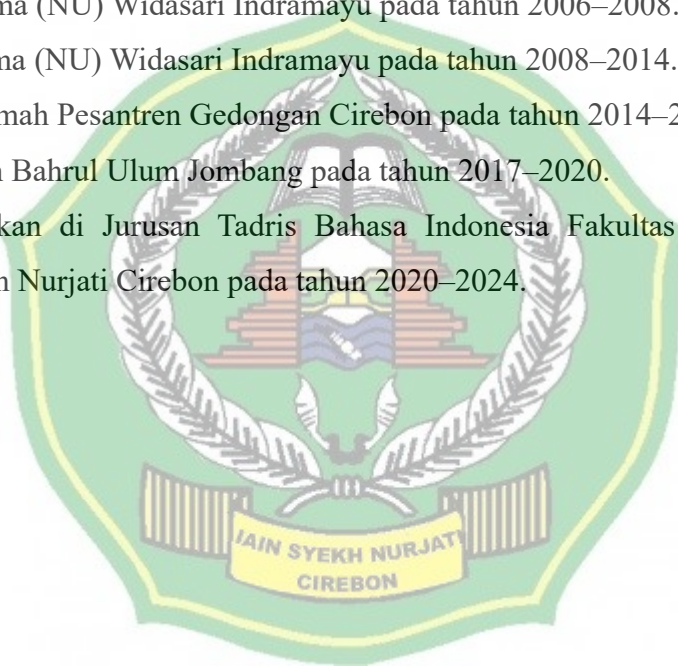 ma (NU) Widasari Indramayu pada tahun 2006–2008.
ma (NU) Widasari Indramayu pada tahun 2008–2014.
mah Pesantren Gedongan Cirebon pada tahun 2014–2
n Bahrul Ulum Jombang pada tahun 2017–2020.
kan di Jurusan Tadris Bahasa Indonesia Fakultas
h Nurjati Cirebon pada tahun 2020–2024.
IAIN SYEKH NURJATI
CIREBON